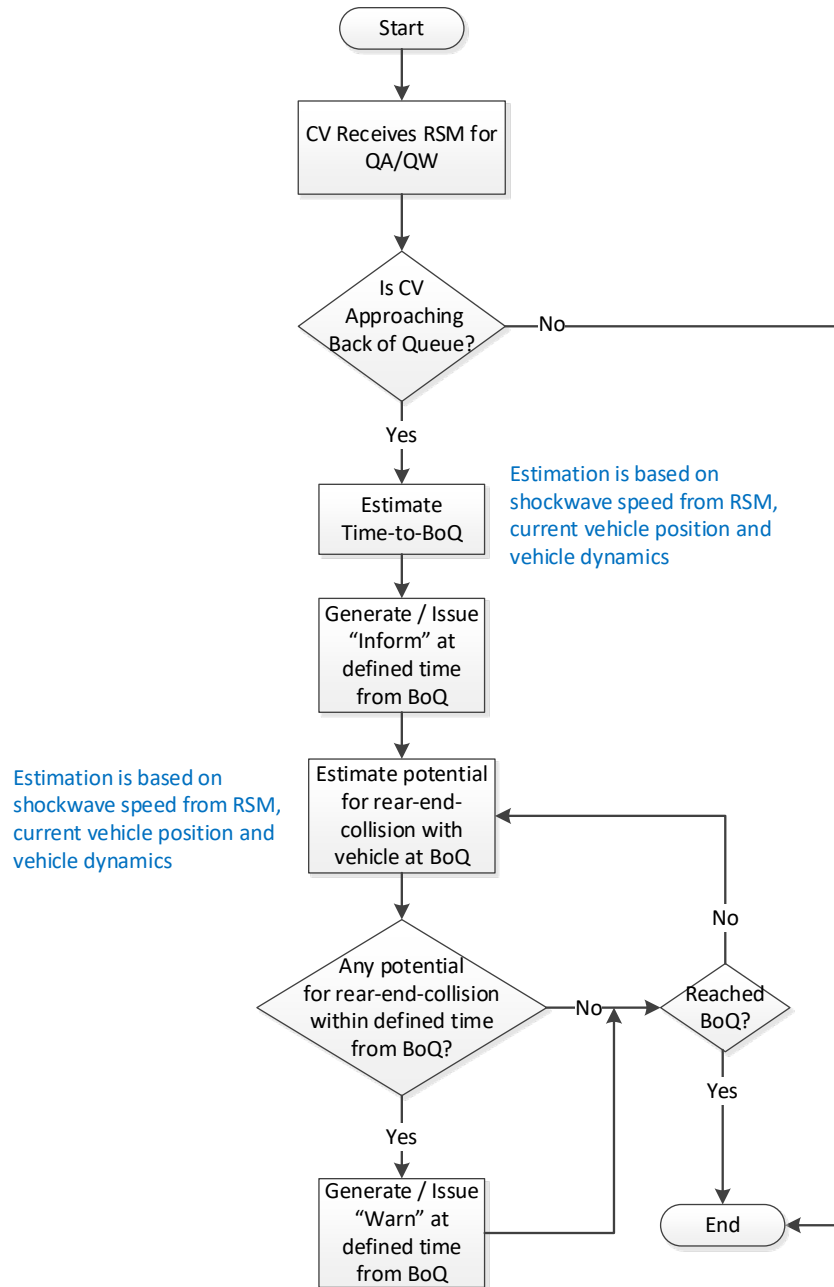 Start
CV Receives RSM for
QA/QW
Is CV
Approaching
Back of Queue?
No
Yes
Estimation is based on
shockwave speed from RSM,
current vehicle position and
vehicle dynamics
Estimate
Time-to-BoQ
Generate / Issue
“Inform” at
defined time
from BoQ
Estimation is based on
shockwave speed from RSM,
current vehicle position and
vehicle dynamics
Estimate potential
for rear-end-
collision with
vehicle at BoQ
No
Any potential
for rear-end-collision
within defined time
from BoQ?
No
Reached
BoQ?
Yes
Yes
Generate / Issue
“Warn” at
defined time
from BoQ
End